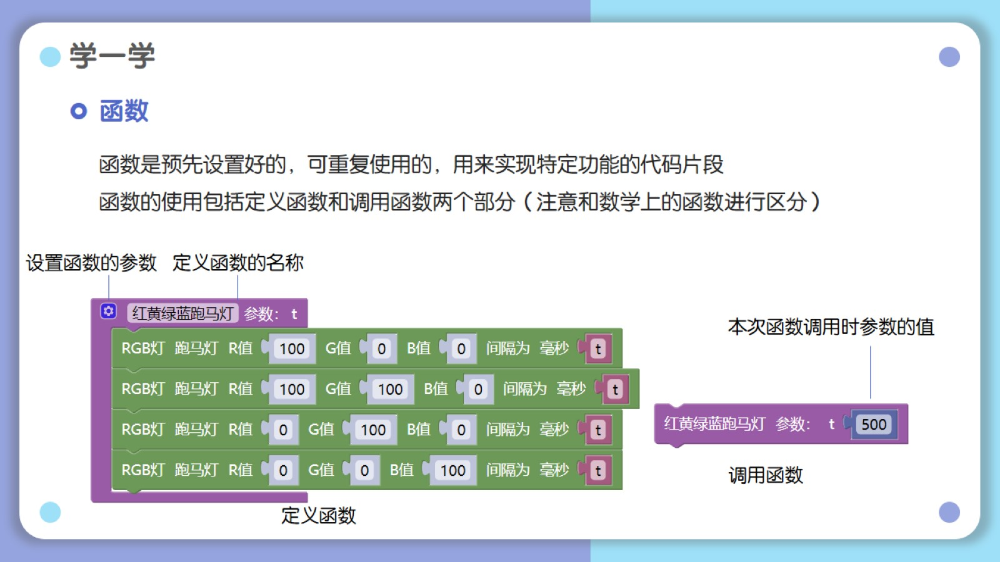 学一学
函数
函数是预先设置好的，可重复使用的，用来实现特定功能的代码片段
函数的使用包括定义函数和调用函数两个部分（注意和数学上的函数进行区分）
设置函数的参数 定义函数的名称
红黄绿蓝跑马灯 参数： t
RGB灯 跑马灯 R值 100 G值 0 B值 0 间隔为 毫秒 t
RGB灯 跑马灯 R值 100 G值 100 B值 0 间隔为 毫秒 t
RGB灯 跑马灯 R值 0 G值 100 B值 0 间隔为 毫秒 t
RGB灯 跑马灯 R值 0 G值 0 B值 100 间隔为 毫秒 t
定义函数
本次函数调用时参数的值
红黄绿蓝跑马灯 参数： t 500
调用函数